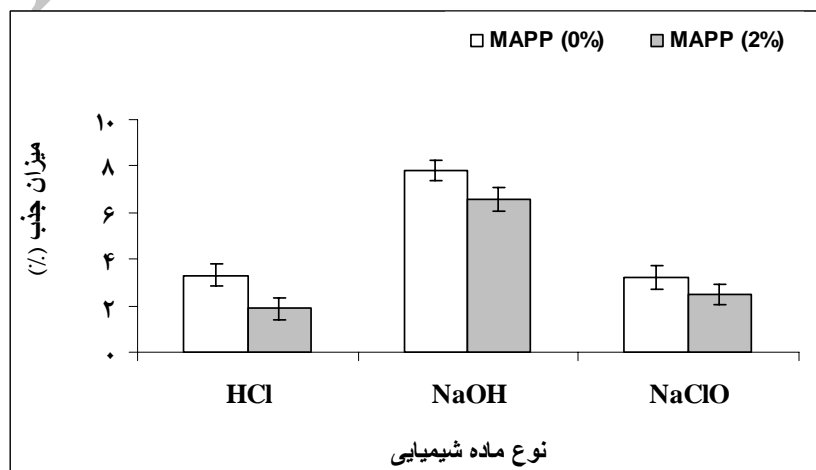 MAPP (0%) MAPP (2%)
میزان جذب (%)
۱۰
۸
۶
۴
۲
۰
HCl NaOH NaClO
نوع ماده شیمیایی